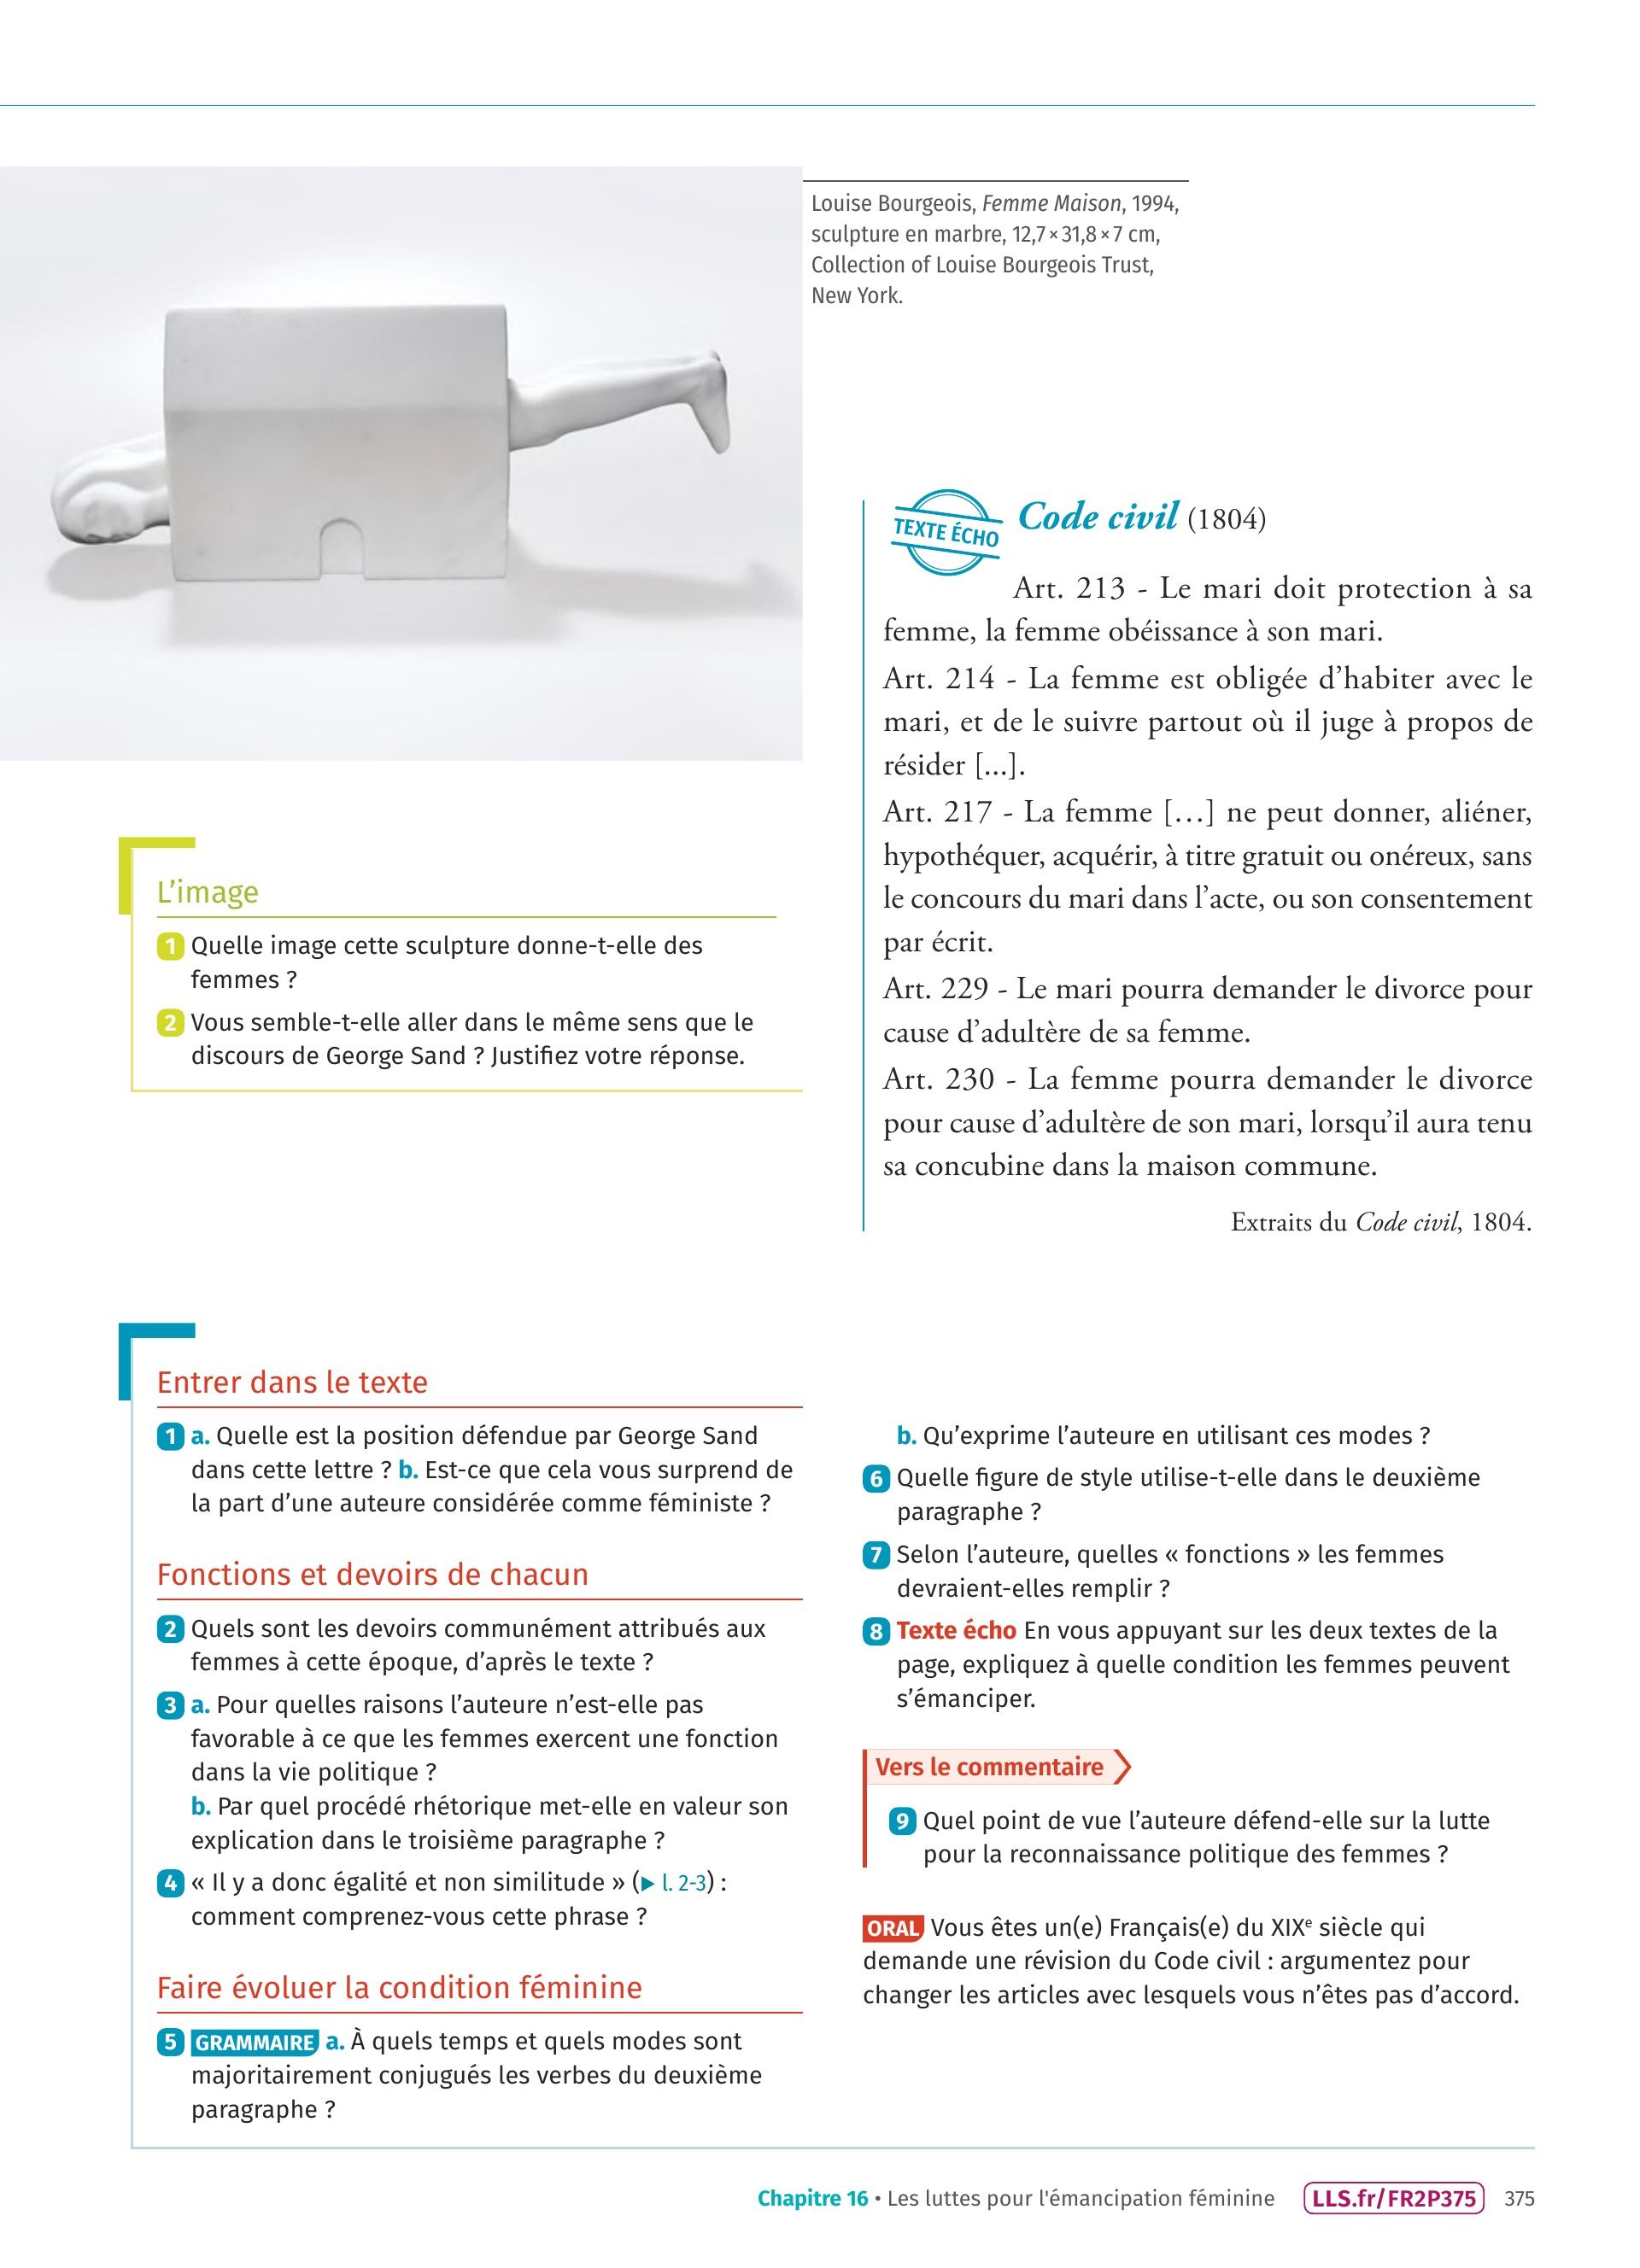 Louise Bourgeois, Femme Maison, 1994,
sculpture en marbre, 12,7 × 31,8 × 7 cm,
Collection of Louise Bourgeois Trust,
New York.
TEXTE ÉCHO
Code civil (1804)
Art. 213 - Le mari doit protection à sa
femme, la femme obéissance à son mari.
Art. 214 - La femme est obligée d’habiter avec le
mari, et de le suivre partout où il juge à propos de
résider [...].
Art. 217 - La femme […] ne peut donner, aliéner,
hypothéquer, acquérir, à titre gratuit ou onéreux, sans
le concours du mari dans l’acte, ou son consentement
par écrit.
Art. 229 - Le mari pourra demander le divorce pour
cause d’adultère de sa femme.
Art. 230 - La femme pourra demander le divorce
pour cause d’adultère de son mari, lorsqu’il aura tenu
sa concubine dans la maison commune.
Extraits du Code civil, 1804.
L’image
1 Quelle image cette sculpture donne-t-elle des
femmes ?
2 Vous semble-t-elle aller dans le même sens que le
discours de George Sand ? Justifiez votre réponse.
Entrer dans le texte
1 a. Quelle est la position défendue par George Sand
dans cette lettre ? b. Est-ce que cela vous surprend de
la part d’une auteure considérée comme féministe ?
Fonctions et devoirs de chacun
2 Quels sont les devoirs communément attribués aux
femmes à cette époque, d’après le texte ?
3 a. Pour quelles raisons l’auteure n’est-elle pas
favorable à ce que les femmes exercent une fonction
dans la vie politique ?
b. Par quel procédé rhétorique met-elle en valeur son
explication dans le troisième paragraphe ?
4 « Il y a donc égalité et non similitude » (▶ l. 2-3) :
comment comprenez-vous cette phrase ?
Faire évoluer la condition féminine
5 GRAMMAIRE a. À quels temps et quels modes sont
majoritairement conjugués les verbes du deuxième
paragraphe ?
b. Qu’exprime l’auteure en utilisant ces modes ?
6 Quelle figure de style utilise-t-elle dans le deuxième
paragraphe ?
7 Selon l’auteure, quelles « fonctions » les femmes
devraient-elles remplir ?
8 Texte écho En vous appuyant sur les deux textes de la
page, expliquez à quelle condition les femmes peuvent
s’émanciper.
Vers le commentaire
9 Quel point de vue l’auteure défend-elle sur la lutte
pour la reconnaissance politique des femmes ?
ORAL Vous êtes un(e) Français(e) du XIXe siècle qui
demande une révision du Code civil : argumentez pour
changer les articles avec lesquels vous n’êtes pas d’accord.
Chapitre 16 • Les luttes pour l'émancipation féminine LLS.fr/FR2P375 375